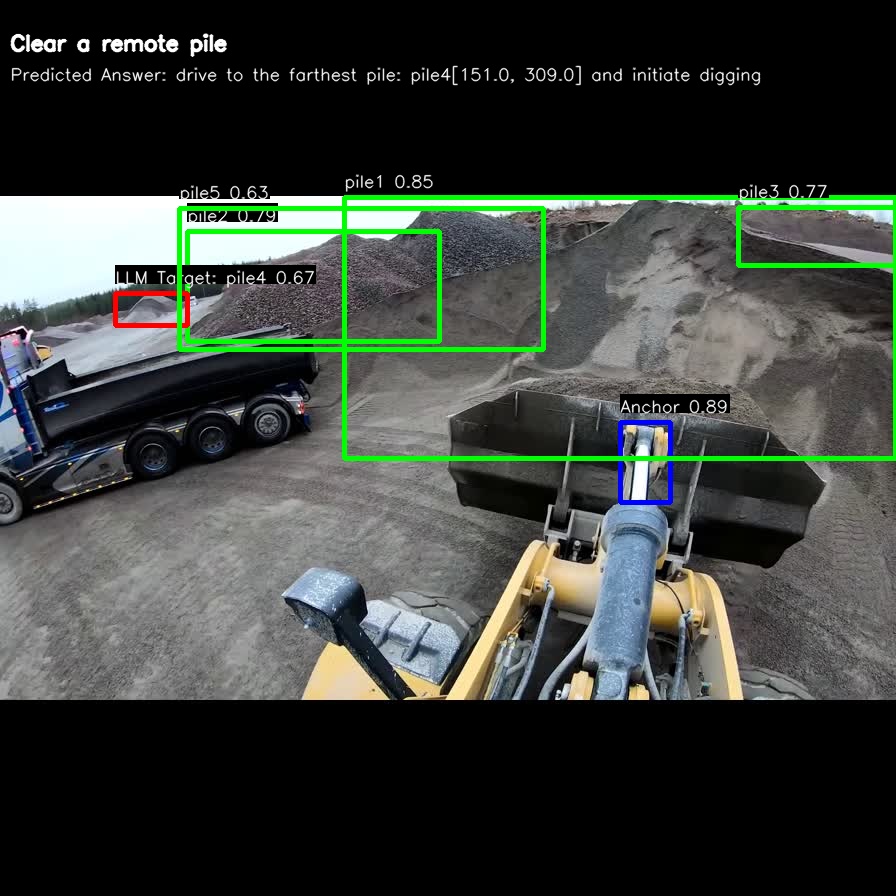 Clear a remote pile
Predicted Answer: drive to the farthest pile: pile4[151.0, 309.0] and initiate digging
pile5 0.63
pile1 0.85
pile3 0.77
pile2 0.79
LLM Target: pile4 0.67
Anchor 0.89